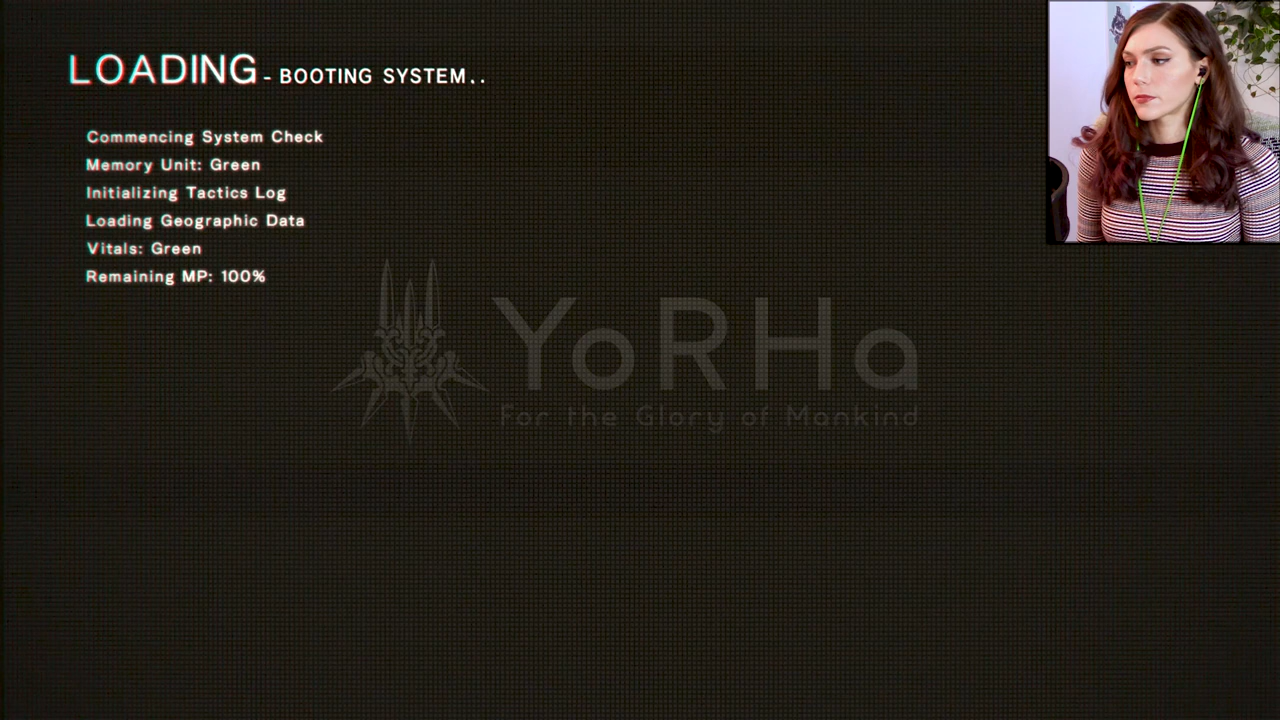 LOADING - BOOTING SYSTEM..
Commencing System Check
Memory Unit: Green
Initializing Tactics Log
Loading Geographic Data
Vitals: Green
Remaining MP: 100%
YoRHa
For the Glory of Mankind